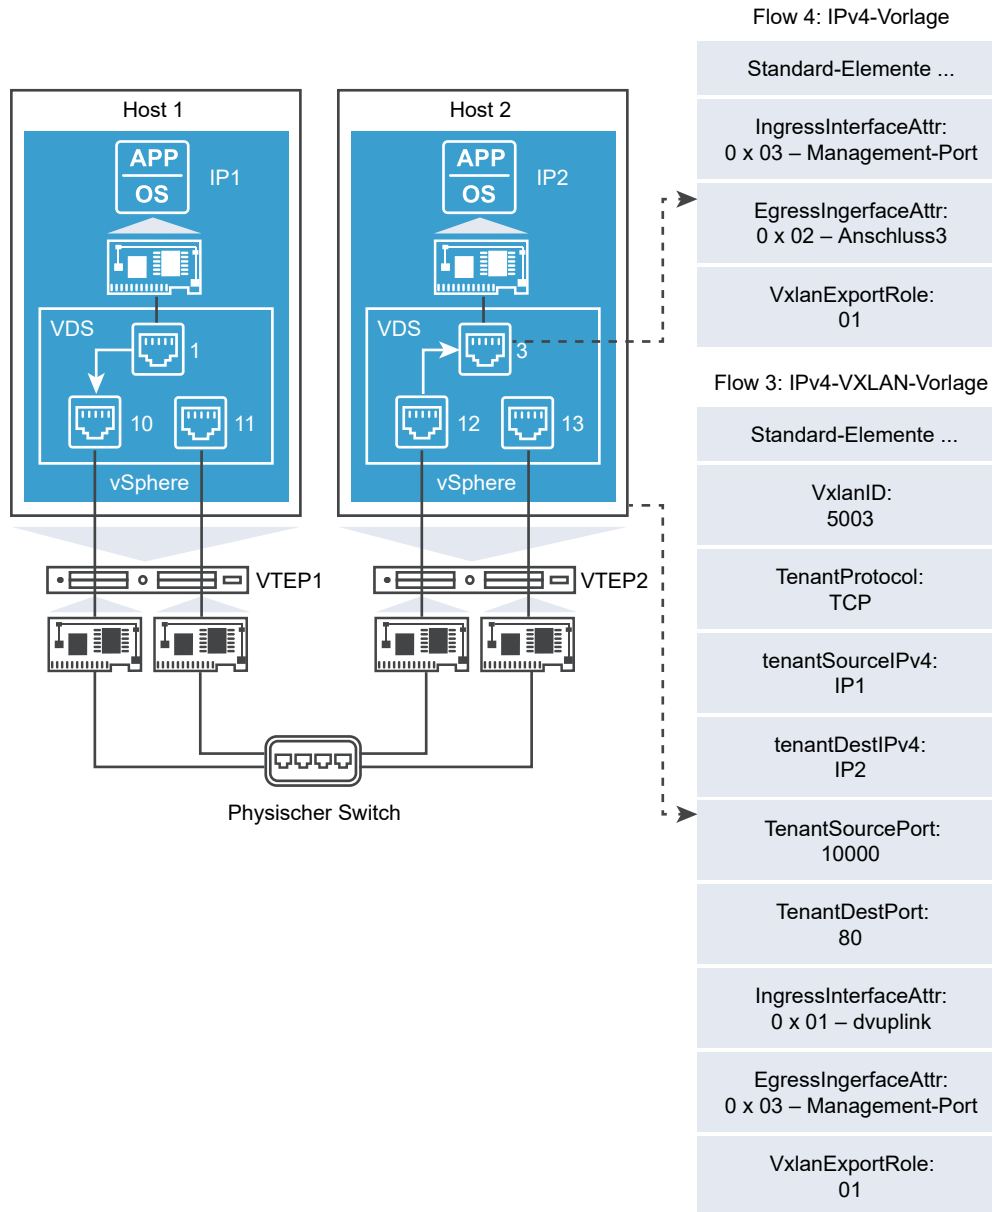 Flow 4: IPv4-Vorlage
Standard-Elemente ...
IngressInterfaceAttr:
0 x 03 – Management-Port
EgressIngerfaceAttr:
0 x 02 – Anschluss3
VxlanExportRole:
01
Host 1
APP
OS
IP1
VDS
1
10
11
vSphere
VTEP1
Host 2
APP
OS
IP2
VDS
3
12
13
vSphere
VTEP2
Physischer Switch
Flow 3: IPv4-VXLAN-Vorlage
Standard-Elemente ...
VxlanID:
5003
TenantProtocol:
TCP
tenantSourceIPv4:
IP1
tenantDestIPv4:
IP2
TenantSourcePort:
10000
TenantDestPort:
80
IngressInterfaceAttr:
0 x 01 – dvuplink
EgressIngerfaceAttr:
0 x 03 – Management-Port
VxlanExportRole:
01